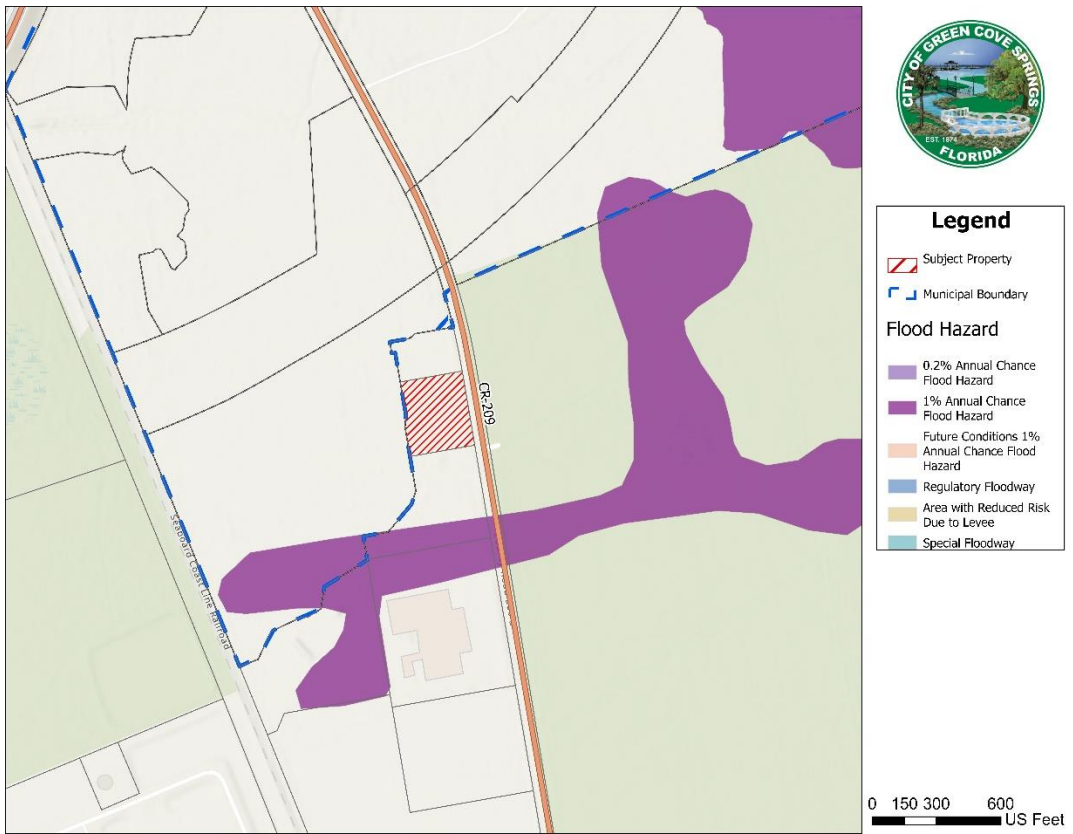 CITY OF GREEN COVE SPRINGS
EST. 1874
FLORIDA
Legend
Subject Property
Municipal Boundary
Flood Hazard
0.2% Annual Chance
Flood Hazard
1% Annual Chance
Flood Hazard
Future Conditions 1%
Annual Chance Flood
Hazard
Regulatory Floodway
Area with Reduced Risk
Due to Levee
Special Floodway
CR-209
Seaboard Coast Line Railroad
0 150 300 600
US Feet